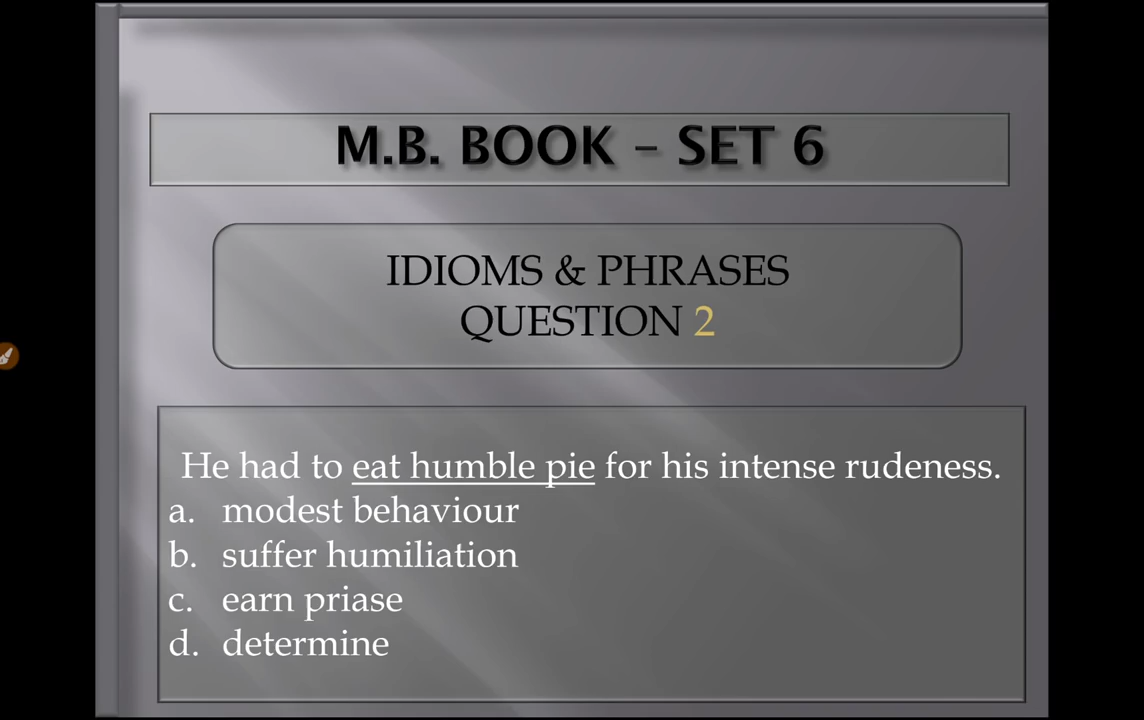 M.B. BOOK – SET 6
IDIOMS & PHRASES
QUESTION 2
He had to eat humble pie for his intense rudeness.
a. modest behaviour
b. suffer humiliation
c. earn priase
d. determine